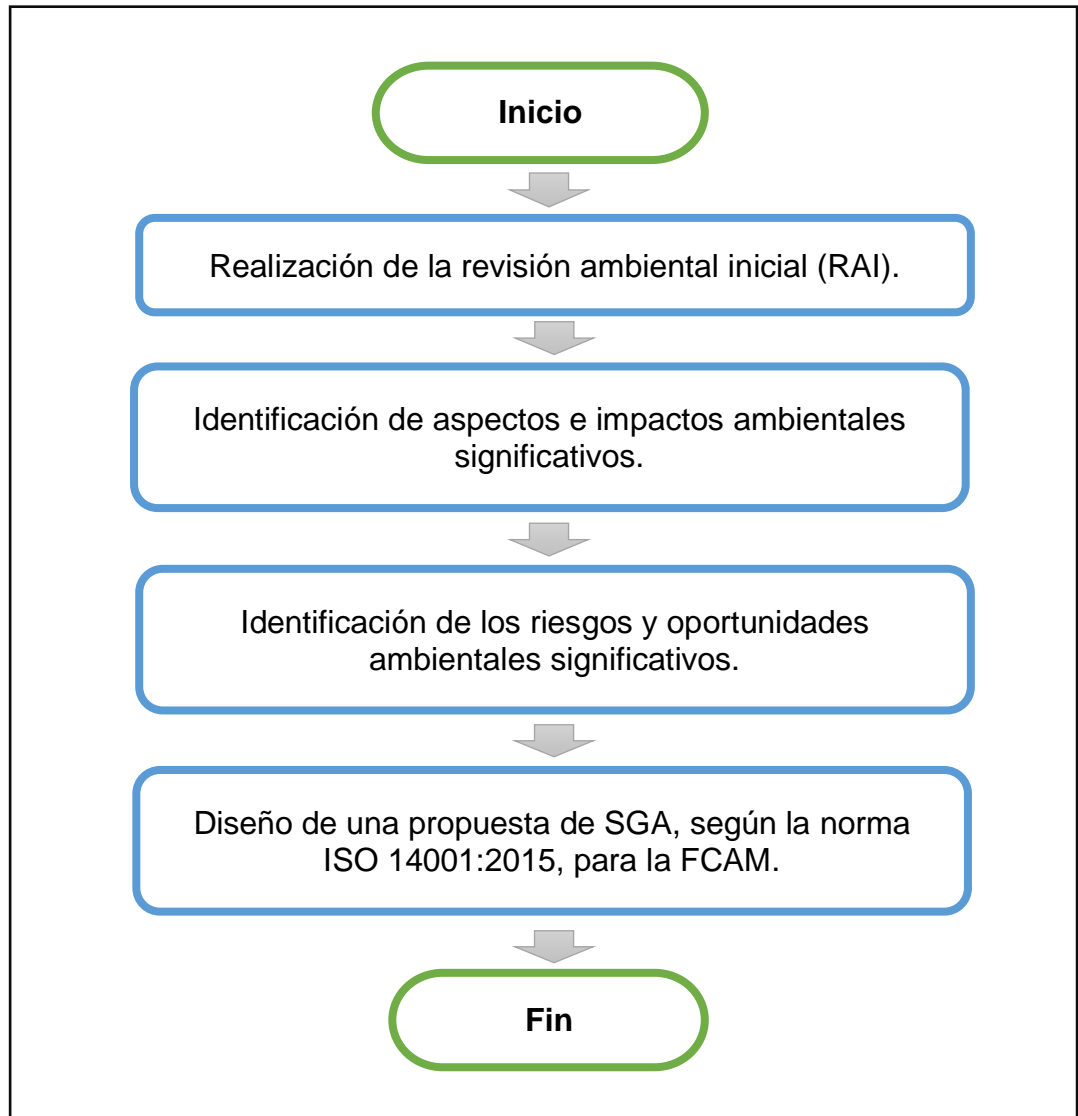 Inicio
Realización de la revisión ambiental inicial (RAI).
Identificación de aspectos e impactos ambientales
significativos.
Identificación de los riesgos y oportunidades
ambientales significativos.
Diseño de una propuesta de SGA, según la norma
ISO 14001:2015, para la FCAM.
Fin